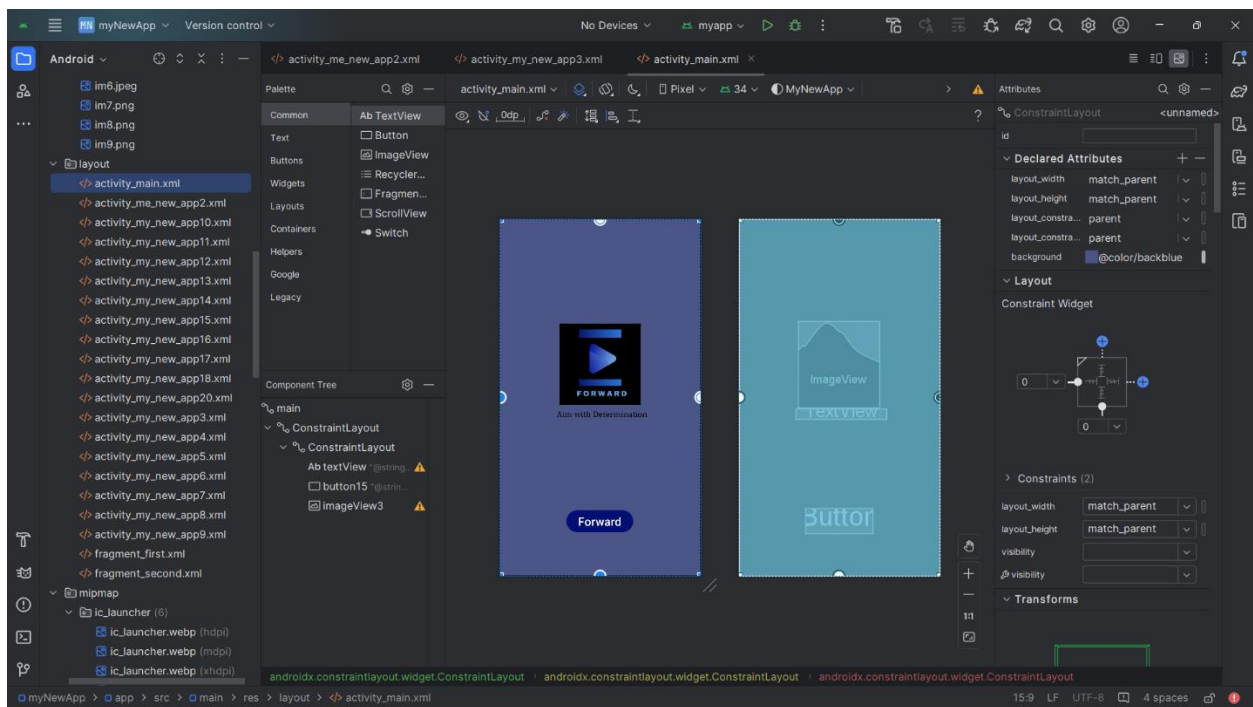 MN myNewApp Version control No Devices myapp
Android
im6.jpeg
im7.png
im8.png
im9.png
layout
activity_main.xml
activity_me_new_app2.xml
activity_my_new_app10.xml
activity_my_new_app11.xml
activity_my_new_app12.xml
activity_my_new_app13.xml
activity_my_new_app14.xml
activity_my_new_app15.xml
activity_my_new_app16.xml
activity_my_new_app17.xml
activity_my_new_app18.xml
activity_my_new_app20.xml
activity_my_new_app3.xml
activity_my_new_app4.xml
activity_my_new_app5.xml
activity_my_new_app6.xml
activity_my_new_app7.xml
activity_my_new_app8.xml
activity_my_new_app9.xml
fragment_first.xml
fragment_second.xml
mipmap
ic_launcher (6)
ic_launcher.webp (hdpi)
ic_launcher.webp (mdpi)
ic_launcher.webp (xhdpi)
activity_me_new_app2.xml activity_my_new_app3.xml activity_main.xml
Palette
Common
Text
Buttons
Widgets
Layouts
Containers
Helpers
Google
Legacy
Ab TextView
Button
ImageView
Recycler...
Fragmen...
ScrollView
Switch
Component Tree
main
ConstraintLayout
ConstraintLayout
Ab textView "@string...
button15 "@strin...
imageView3
activity_main.xml Pixel 34 MyNewApp
0dp
?
FORWARD
Aim with Determination
Forward
ImageView
TextView
Button
1:1
Attributes
ConstraintLayout <unnamed>
id
Declared Attributes
layout_width match_parent
layout_height match_parent
layout_constra... parent
layout_constra... parent
background @color/backblue
Layout
Constraint Widget
0
0
Constraints (2)
layout_width match_parent
layout_height match_parent
visibility
visibility
Transforms
androidx.constraintlayout.widget.ConstraintLayout androidx.constraintlayout.widget.ConstraintLayout androidx.constraintlayout.widget.ConstraintLayout
myNewApp > app > src > main > res > layout > activity_main.xml 15:9 LF UTF-8 4 spaces